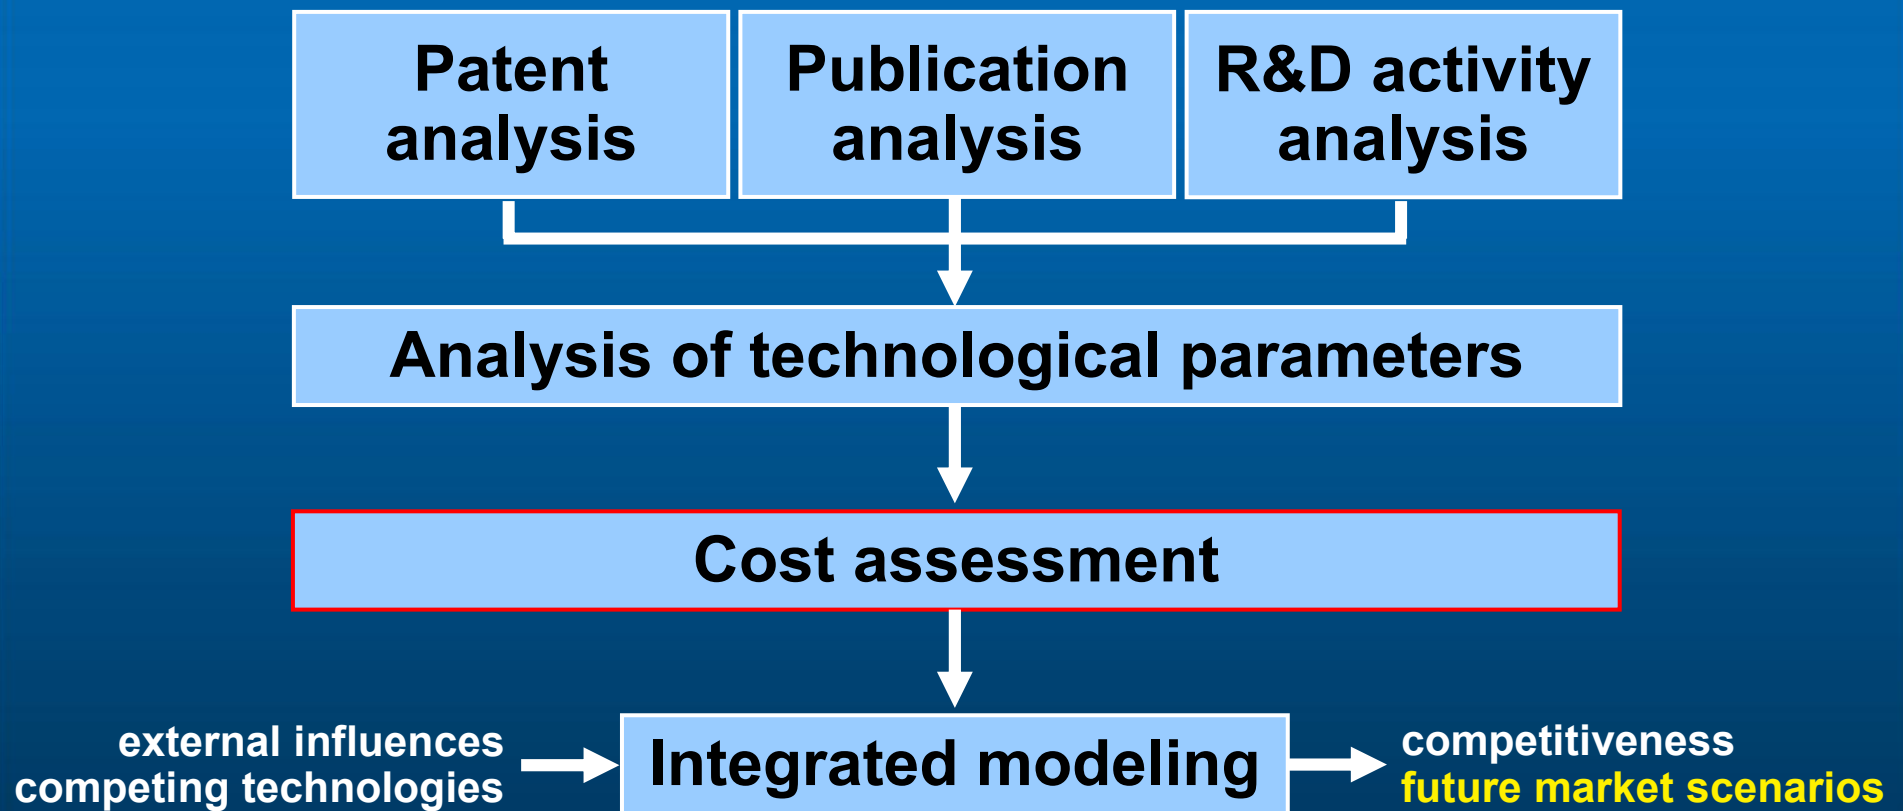 Patent
analysis
Publication
analysis
R&D activity
analysis
Analysis of technological parameters
Cost assessment
external influences
competing technologies
Integrated modeling
competitiveness
future market scenarios